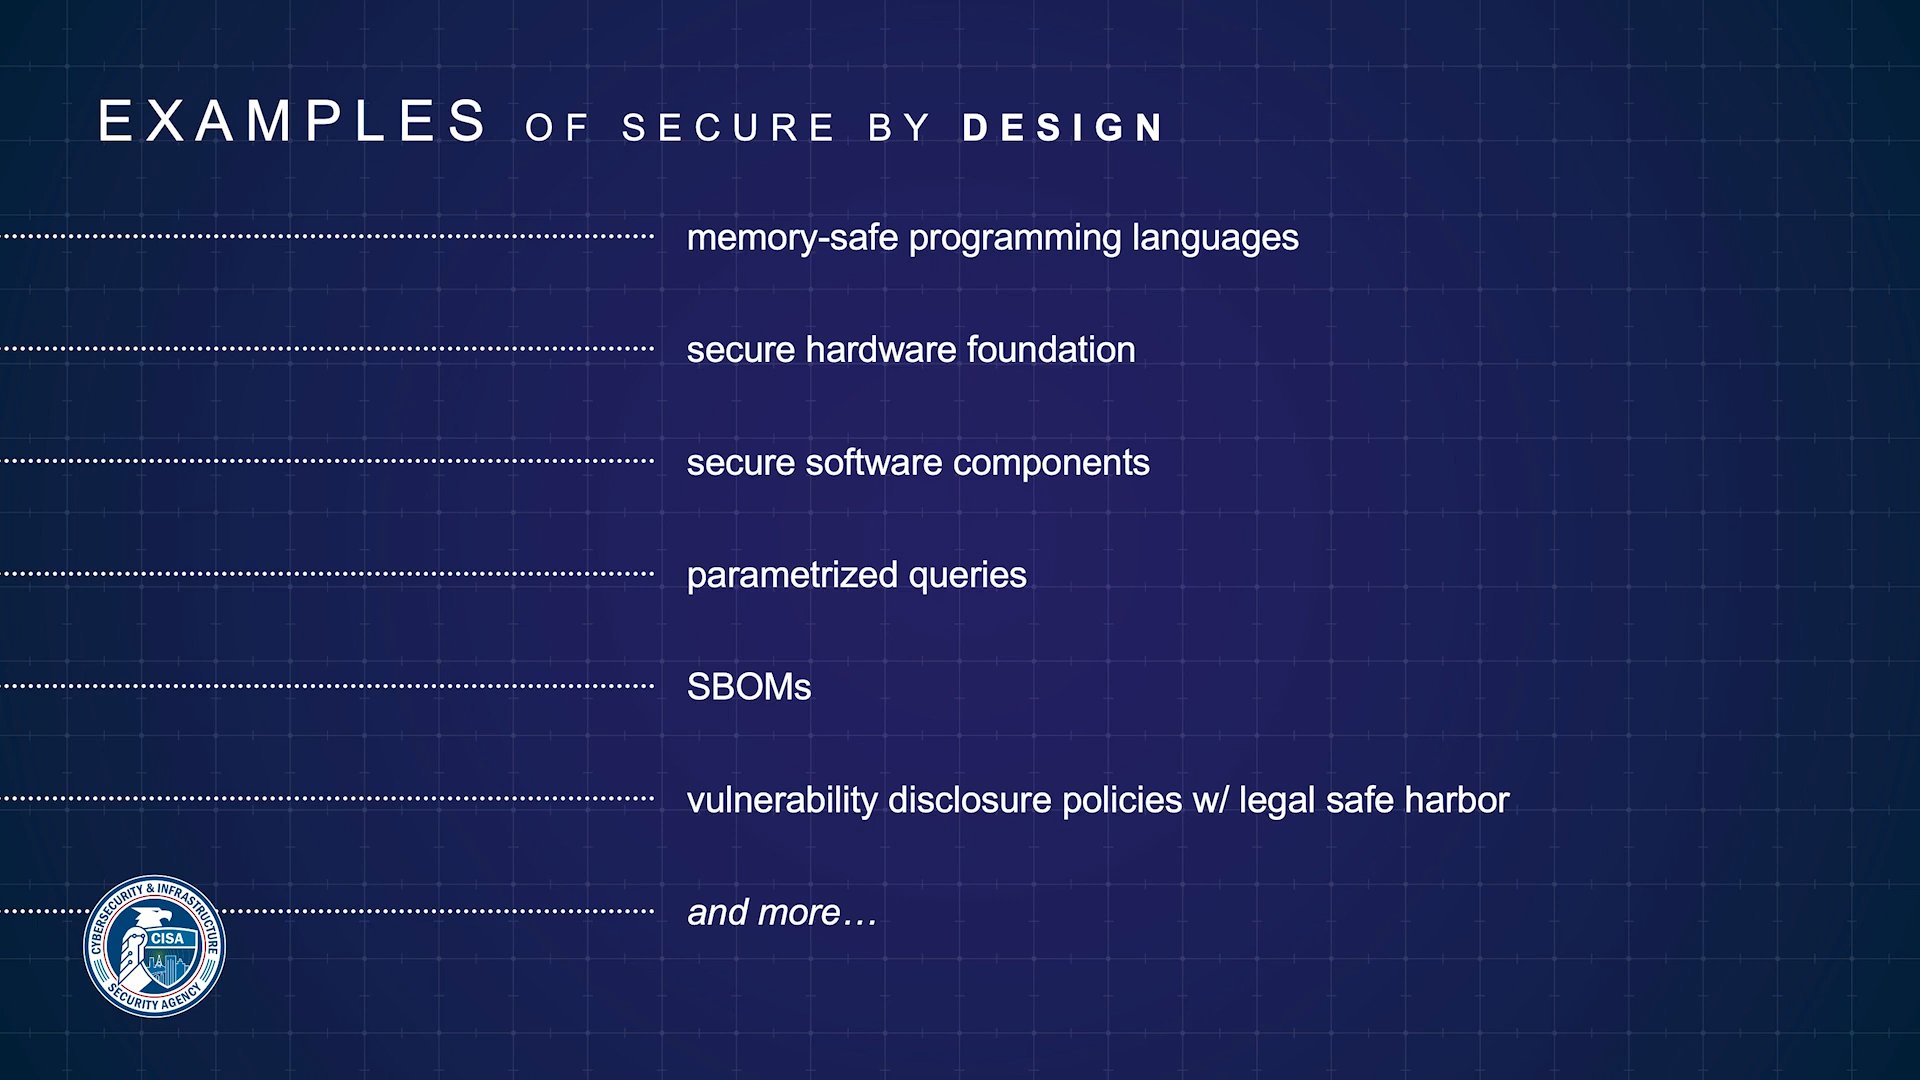 EXAMPLES OF SECURE BY DESIGN
memory-safe programming languages
secure hardware foundation
secure software components
parametrized queries
SBOMs
vulnerability disclosure policies w/ legal safe harbor
and more…
CYBERSECURITY & INFRASTRUCTURE
CISA
SECURITY AGENCY